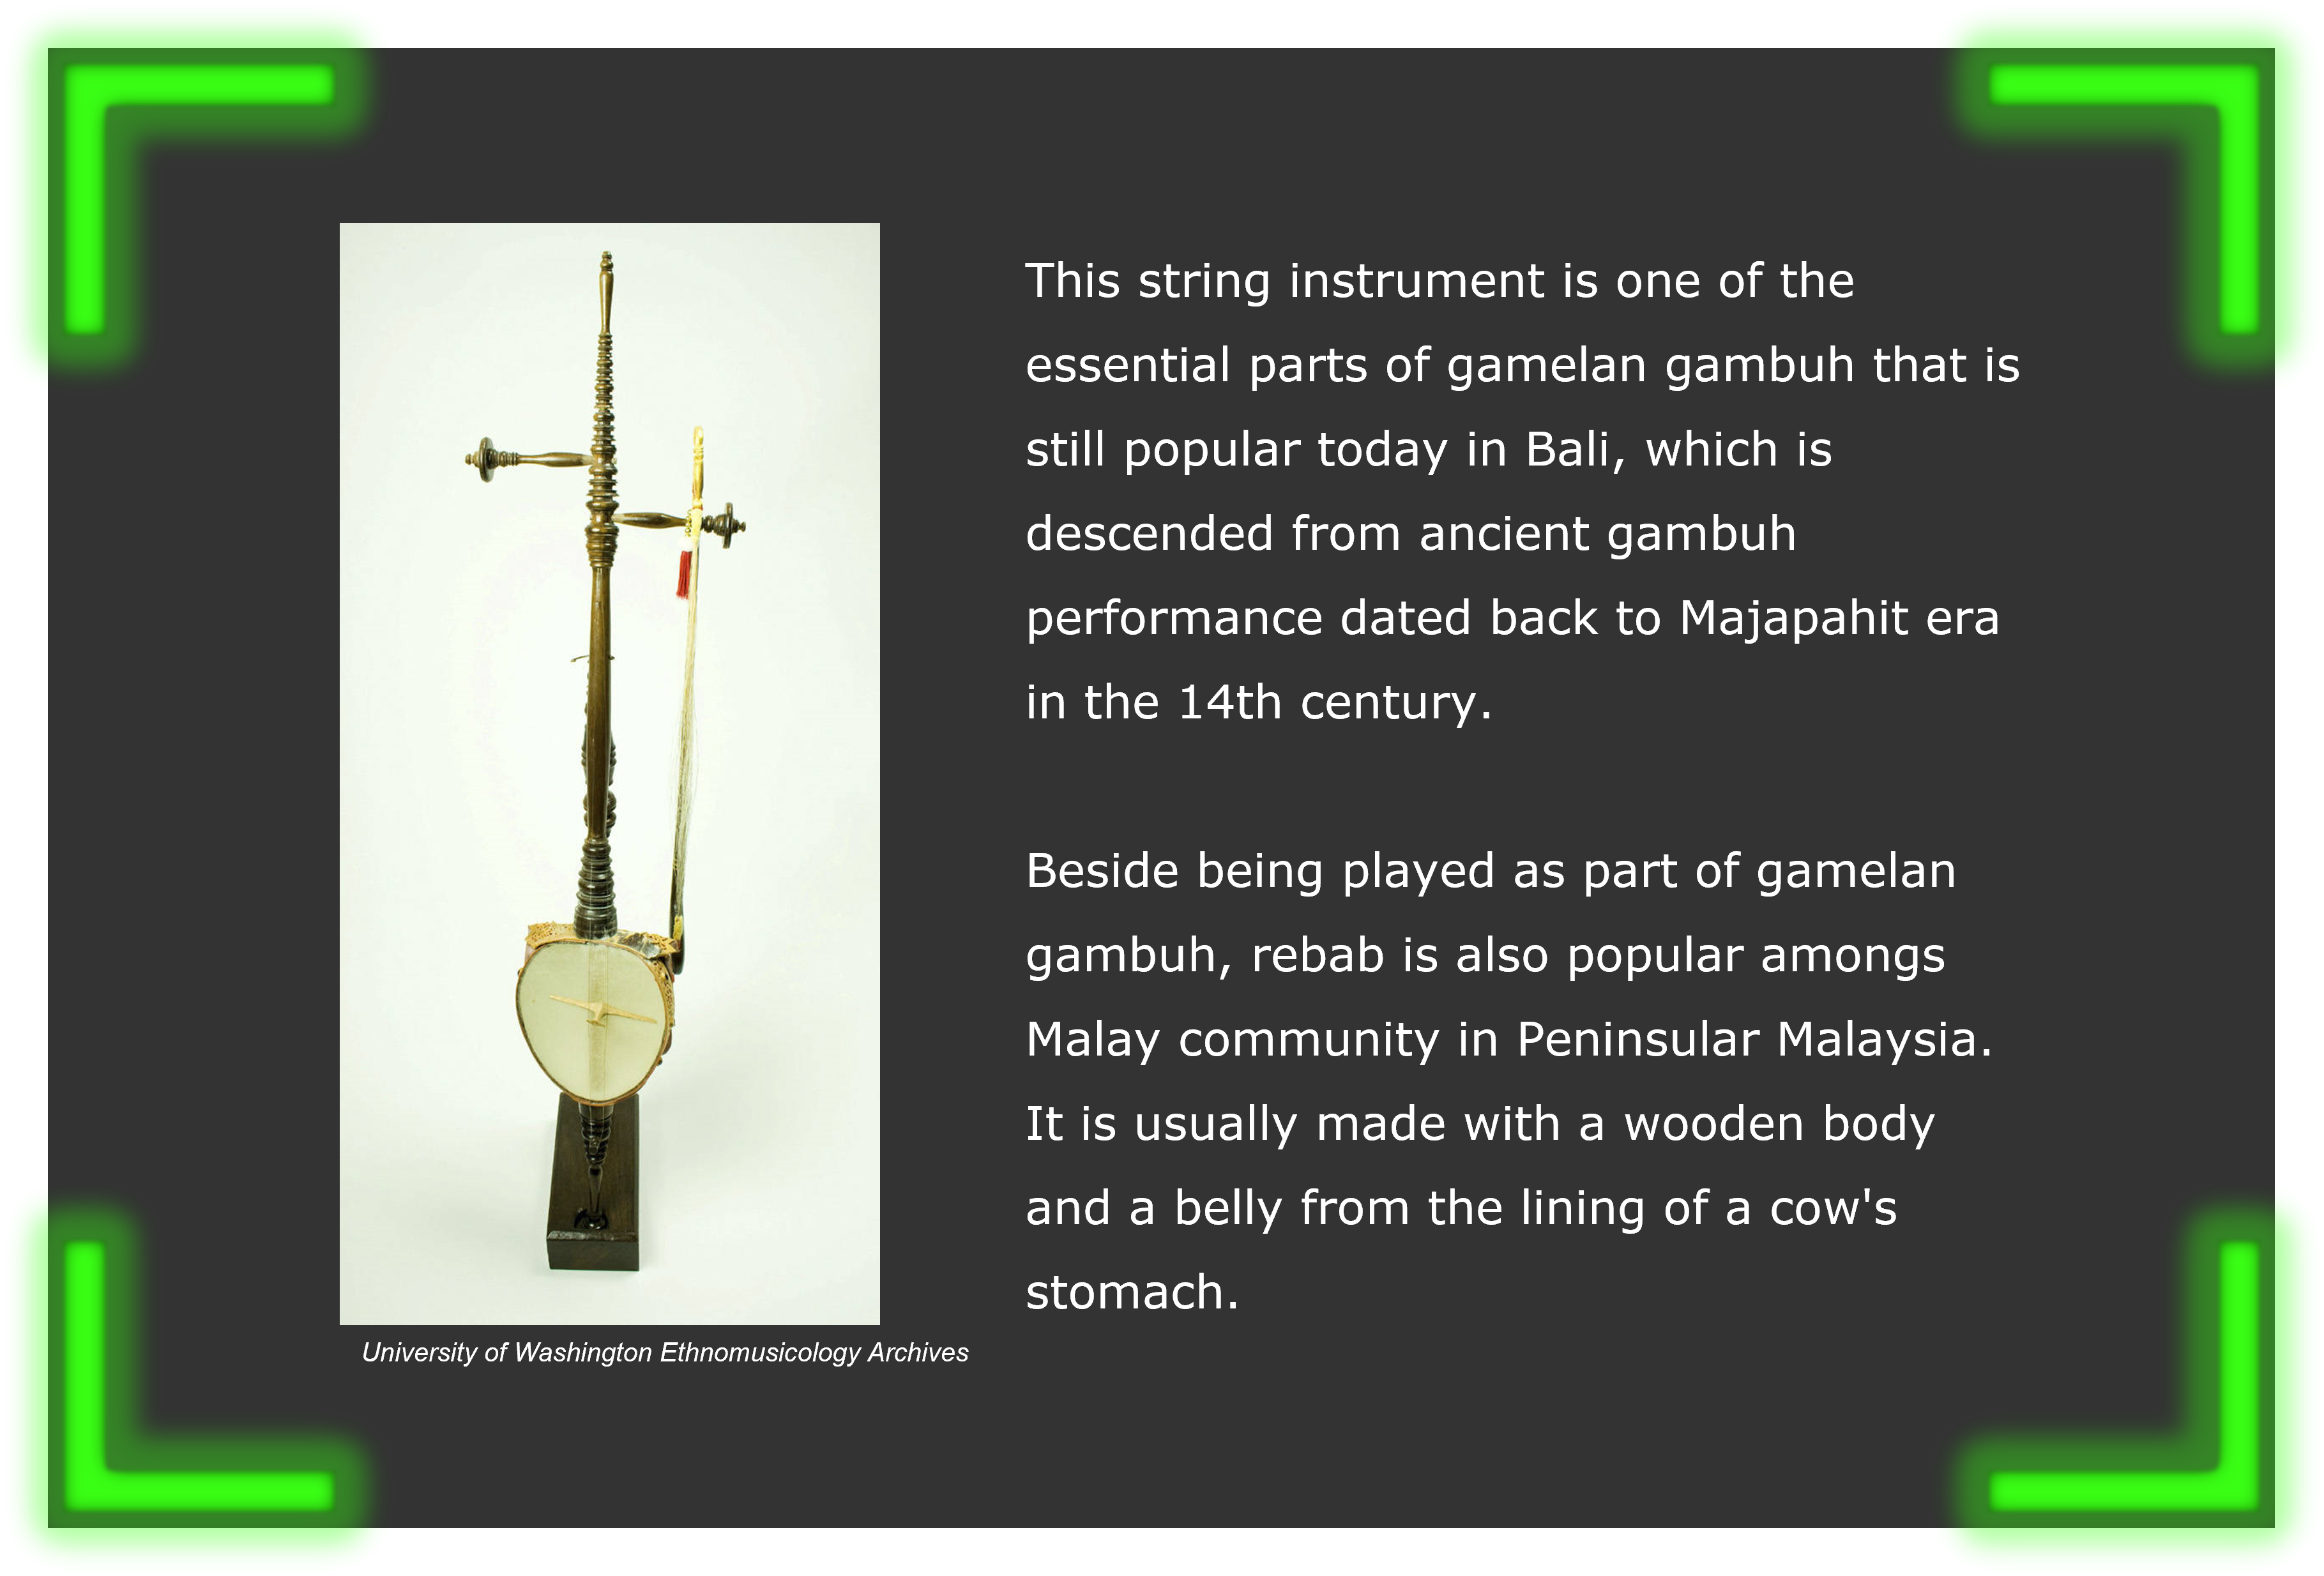 This string instrument is one of the
essential parts of gamelan gambuh that is
still popular today in Bali, which is
descended from ancient gambuh
performance dated back to Majapahit era
in the 14th century.
Beside being played as part of gamelan
gambuh, rebab is also popular amongs
Malay community in Peninsular Malaysia.
It is usually made with a wooden body
and a belly from the lining of a cow's
stomach.
University of Washington Ethnomusicology Archives